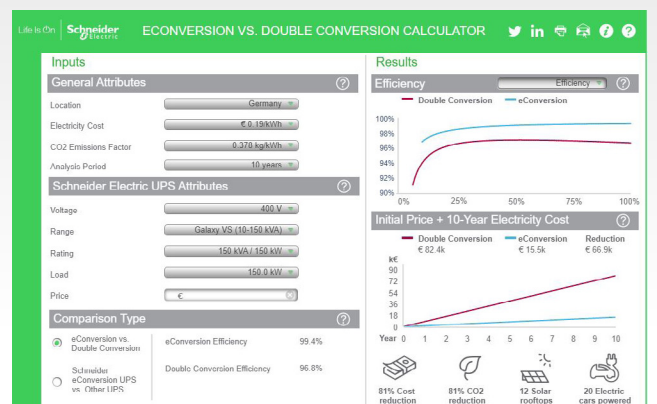 Life Is On
Schneider
Electric
ECONVERSION VS. DOUBLE CONVERSION CALCULATOR
Inputs
General Attributes
Location
Germany
Electricity Cost
€ 0.19/kWh
CO2 Emissions Factor
0.378 kg/kWh
Analysis Period
10 years
Schneider Electric UPS Attributes
Voltage
400 V
Range
Galaxy VS (10-150 kVA)
Rating
150 kVA / 150 kW
Load
150.0 kW
Price
€
Comparison Type
eConversion vs.
Double Conversion
eConversion Efficiency
99.4%
Double Conversion Efficiency
96.8%
Schneider
eConversion UPS
vs. Other UPS
Results
Efficiency
Efficiency
Double Conversion
eConversion
100%
98%
96%
94%
92%
90%
0%
25%
50%
75%
100%
Initial Price + 10-Year Electricity Cost
Double Conversion
€ 82.4k
eConversion
€ 15.5k
Reduction
€ 66.9k
k€
90
72
54
36
18
0
Year 0 1 2 3 4 5 6 7 8 9 10
81% Cost
reduction
81% CO2
reduction
12 Solar
rooftops
20 Electric
cars powered